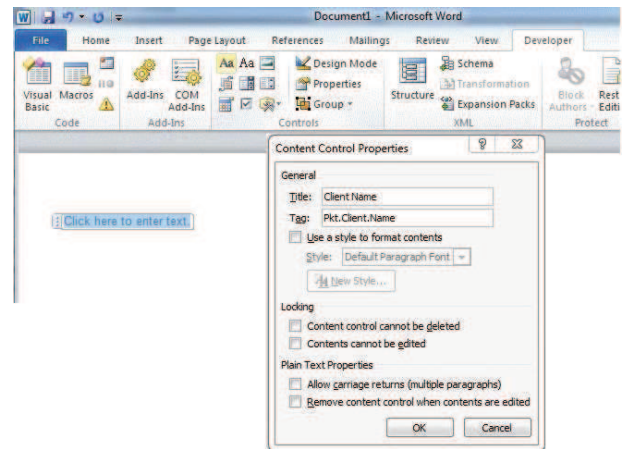 Document1 - Microsoft Word
File Home Insert Page Layout References Mailings Review View Developer
Visual Basic
Macros
Add-Ins
COM Add-Ins
Aa Aa
Design Mode
Properties
Group
Structure
Schema
Transformation
Expansion Packs
Block Authors
Rest
Editi
Code Add-Ins Controls XML Protect
Content Control Properties
General
Title: Client Name
Tag: Pkt.Client.Name
Use a style to format contents
Style: Default Paragraph Font
New Style...
Click here to enter text.
Locking
Content control cannot be deleted
Contents cannot be edited
Plain Text Properties
Allow carriage returns (multiple paragraphs)
Remove content control when contents are edited
OK Cancel